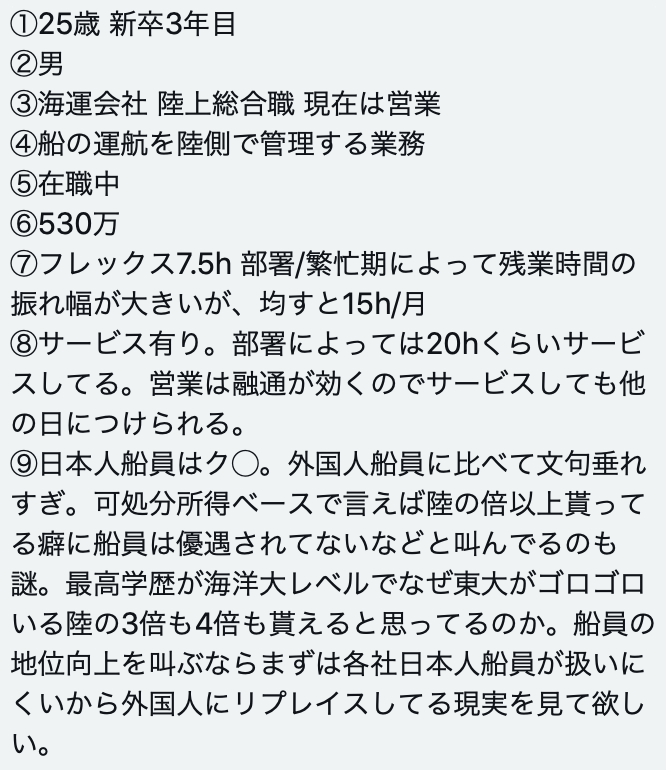 ①25歳 新卒3年目
②男
③海運会社 陸上総合職 現在は営業
④船の運航を陸側で管理する業務
⑤在職中
⑥530万
⑦フレックス7.5h 部署/繁忙期によって残業時間の
振れ幅が大きいが、均すと15h/月
⑧サービス有り。部署によっては20hくらいサービ
スしてる。営業は融通が効くのでサービスしても他
の日につけられる。
⑨日本人船員はク◯。外国人船員に比べて文句垂れ
すぎ。可処分所得ベースで言えば陸の倍以上貰って
る癖に船員は優遇されてないなどと叫んでるのも
謎。最高学歴が海洋大レベルでなぜ東大がゴロゴロ
いる陸の3倍も4倍も貰えると思ってるのか。船員の
地位向上を叫ぶならまずは各社日本人船員が扱いに
くいから外国人にリプレイスしてる現実を見て欲し
い。